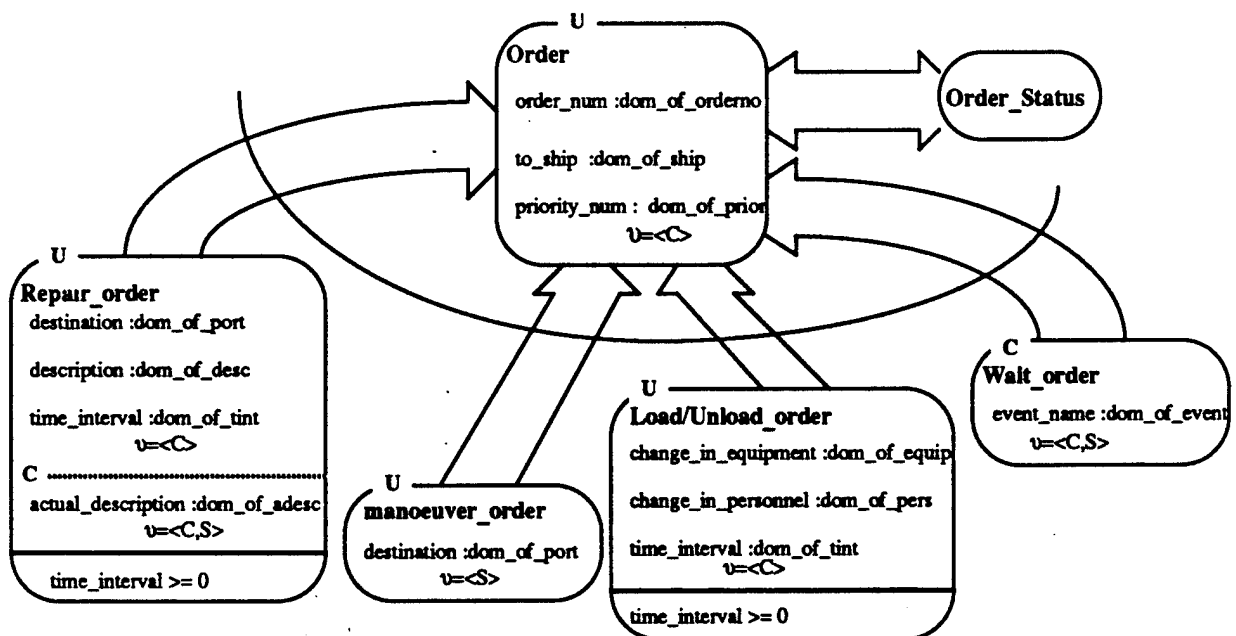 U
Order
order_num :dom_of_orderno
to_ship :dom_of_ship
priority_num : dom_of_prior
υ=<C>
Order_Status
U
Repair_order
destination :dom_of_port
description :dom_of_desc
time_interval :dom_of_tint
υ=<C>
C
actual_description :dom_of_adesc
υ=<C,S>
time_interval >= 0
U
manoeuver_order
destination :dom_of_port
υ=<S>
U
Load/Unload_order
change_in_equipment :dom_of_equip
change_in_personnel :dom_of_pers
time_interval :dom_of_tint
υ=<C>
time_interval >= 0
C
Wait_order
event_name :dom_of_event
υ=<C,S>